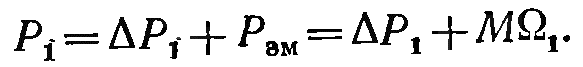 P₁ = ΔP₁ + Pэм = ΔP₁ + MΩ₁.